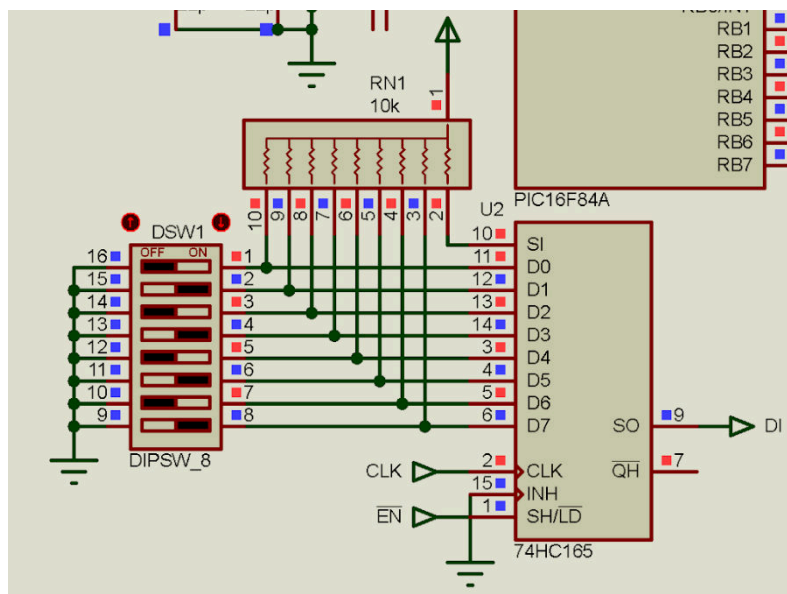 RB1
RB2
RB3
RB4
RB5
RB6
RB7
PIC16F84A
RN1
10k
1
10
9
8
7
6
5
4
3
2
U2
DSW1
OFF ON
16 1
15 2
14 3
13 4
12 5
11 6
10 7
9 8
DIPSW_8
10 SI
11 D0
12 D1
13 D2
14 D3
3 D4
4 D5
5 D6
6 D7
SO 9 DI
CLK 2 CLK
QH 7
15 INH
EN 1 SH/LD
74HC165